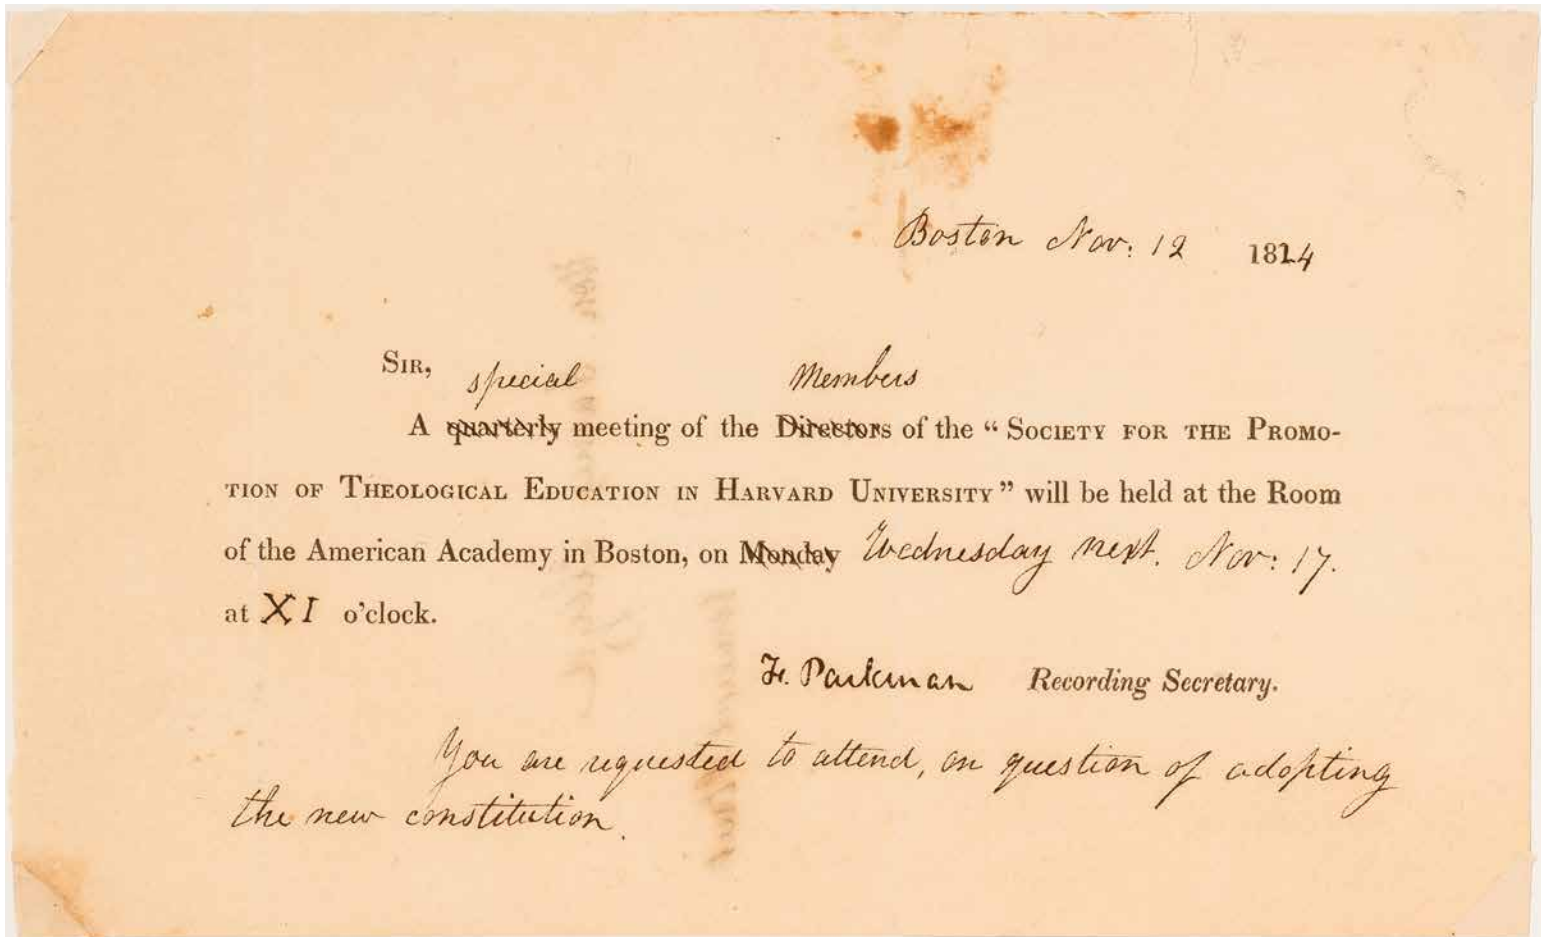 Boston Nov: 12 1824
SIR,
special Members
A quarterly meeting of the Directors of the “ SOCIETY FOR THE PROMO-
TION OF THEOLOGICAL EDUCATION IN HARVARD UNIVERSITY” will be held at the Room
of the American Academy in Boston, on Monday Wednesday next. Nov: 17.
at XI o'clock.
F. Parkman Recording Secretary.
You are requested to attend, on question of adopting
the new constitution.